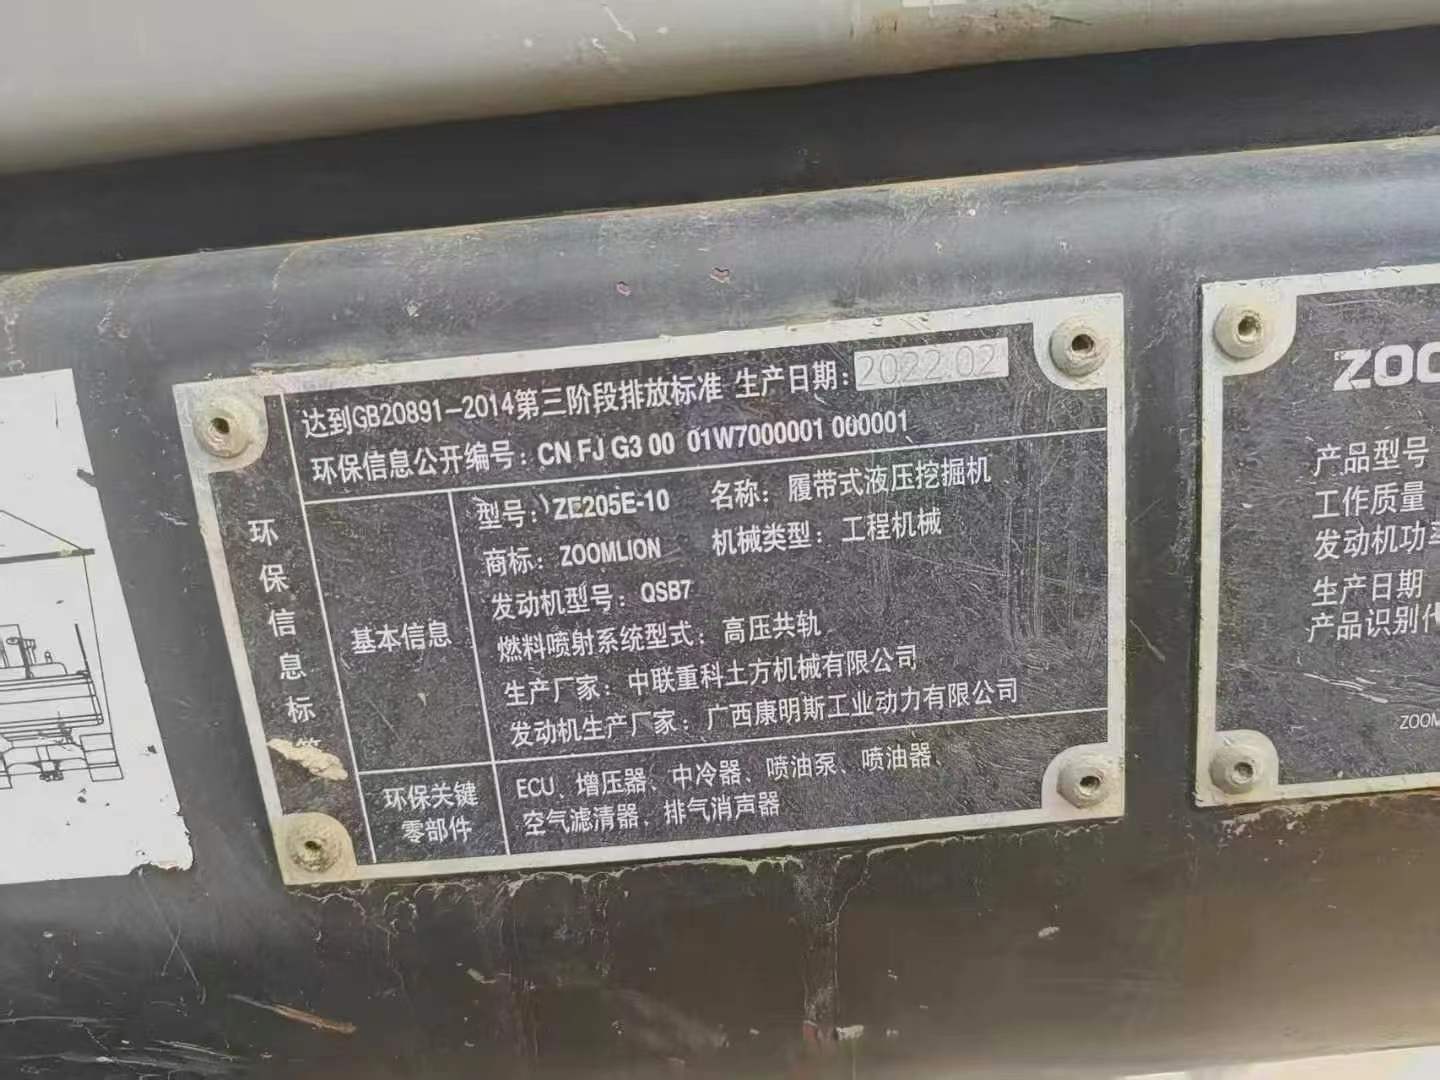 达到GB20891-2014第三阶段排放标准 生产日期：2022.02
环保信息公开编号：CN FJ G3 00 01W7000001 000001
环保信息标
基本信息
型号：ZE205E-10 名称：履带式液压挖掘机
商标：ZOOMLION 机械类型：工程机械
发动机型号：QSB7
燃料喷射系统型式：高压共轨
生产厂家：中联重科土方机械有限公司
发动机生产厂家：广西康明斯工业动力有限公司
环保关键
零部件
ECU、增压器、中冷器、喷油泵、喷油器、
空气滤清器、排气消声器
ZOO
产品型号
工作质量
发动机功率
生产日期
产品识别代
ZOOM